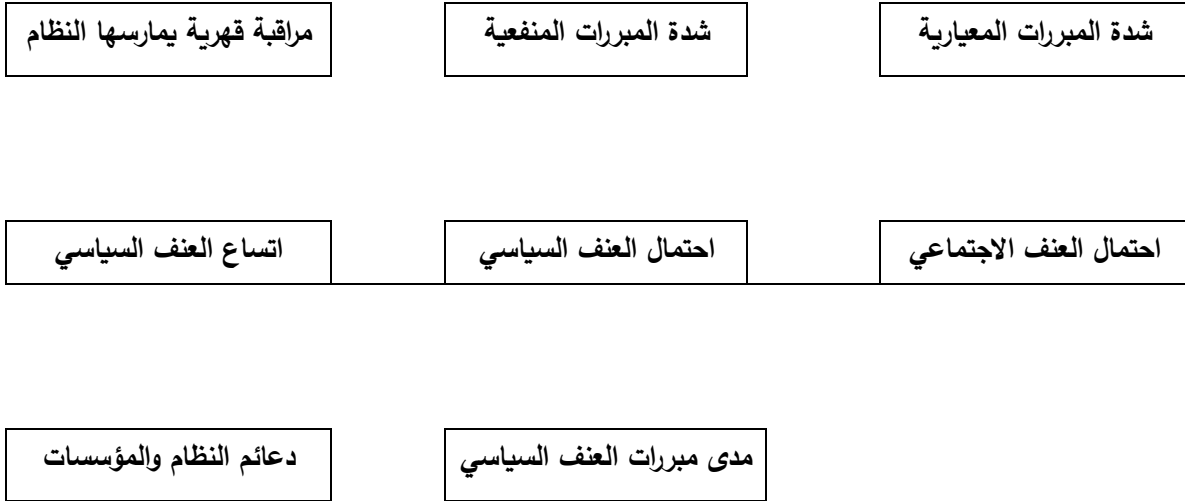 شدة المبررات المعيارية
شدة المبررات المنفعية
مراقبة قهرية يمارسها النظام
احتمال العنف الاجتماعي
احتمال العنف السياسي
اتساع العنف السياسي
مدى مبررات العنف السياسي
دعائم النظام والمؤسسات